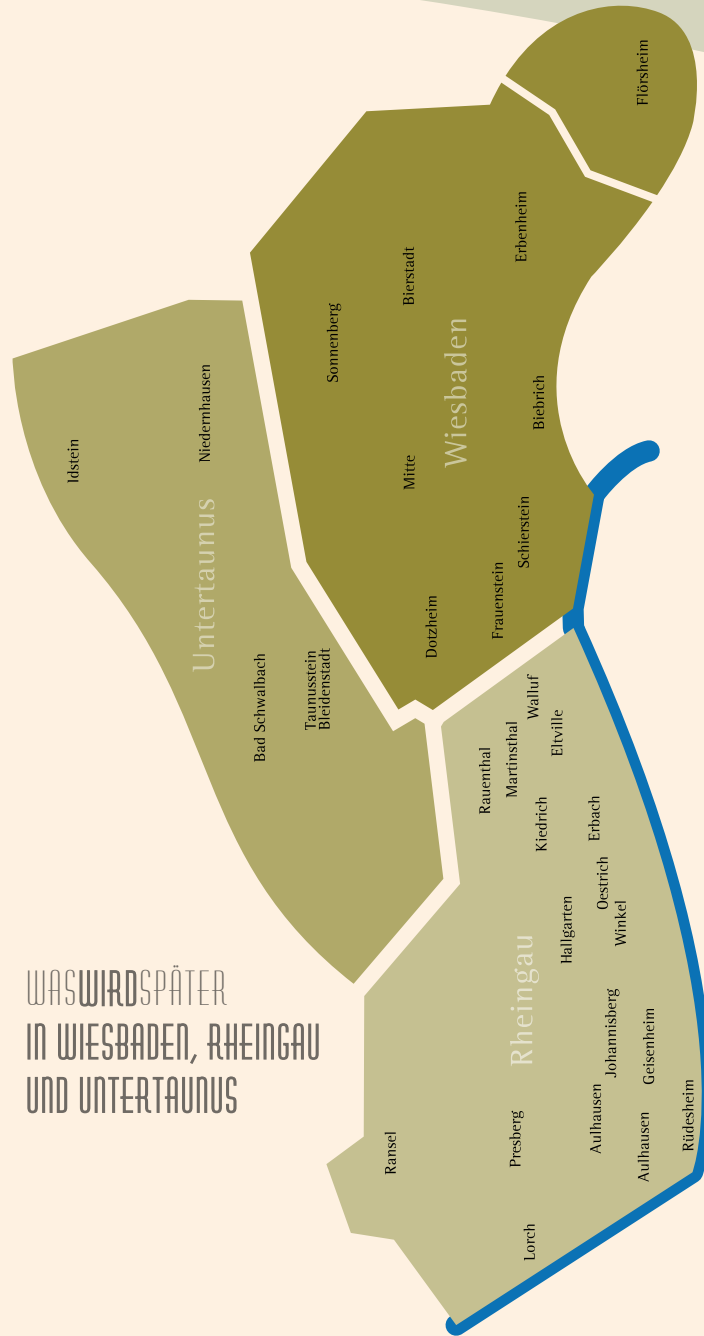 Flörsheim
Erbenheim
Bierstadt
Sonnenberg
Wiesbaden
Biebrich
Mitte
Schierstein
Frauenstein
Dotzheim
Niedernhausen
Idstein
Untertaunus
Bad Schwalbach
Taunusstein
Bleidenstadt
Walluf
Eltville
Martinsthal
Rauenthal
Kiedrich
Erbach
Oestrich
Winkel
Hallgarten
Rheingau
Johannisberg
Geisenheim
Aulhausen
Aulhausen
Rüdesheim
Presberg
Ransel
Lorch
WASWIRDSPÄTER
IN WIESBADEN, RHEINGAU
UND UNTERTAUNUS